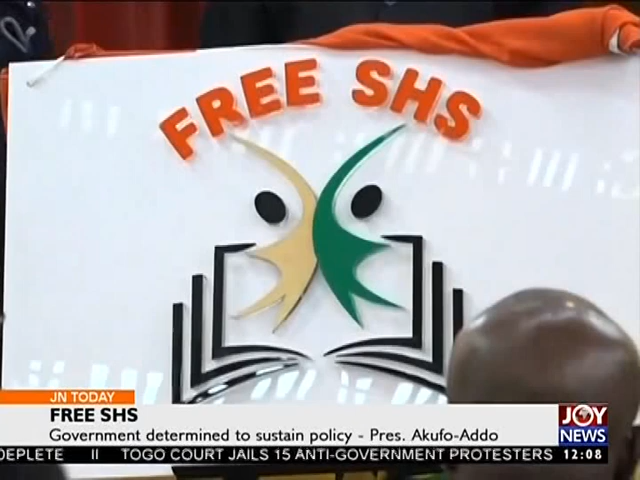 FREE SHS
JN TODAY
FREE SHS
Government determined to sustain policy - Pres. Akufo-Addo
JOY
NEWS
DEPLETE II TOGO COURT JAILS 15 ANTI-GOVERNMENT PROTESTERS
12:08